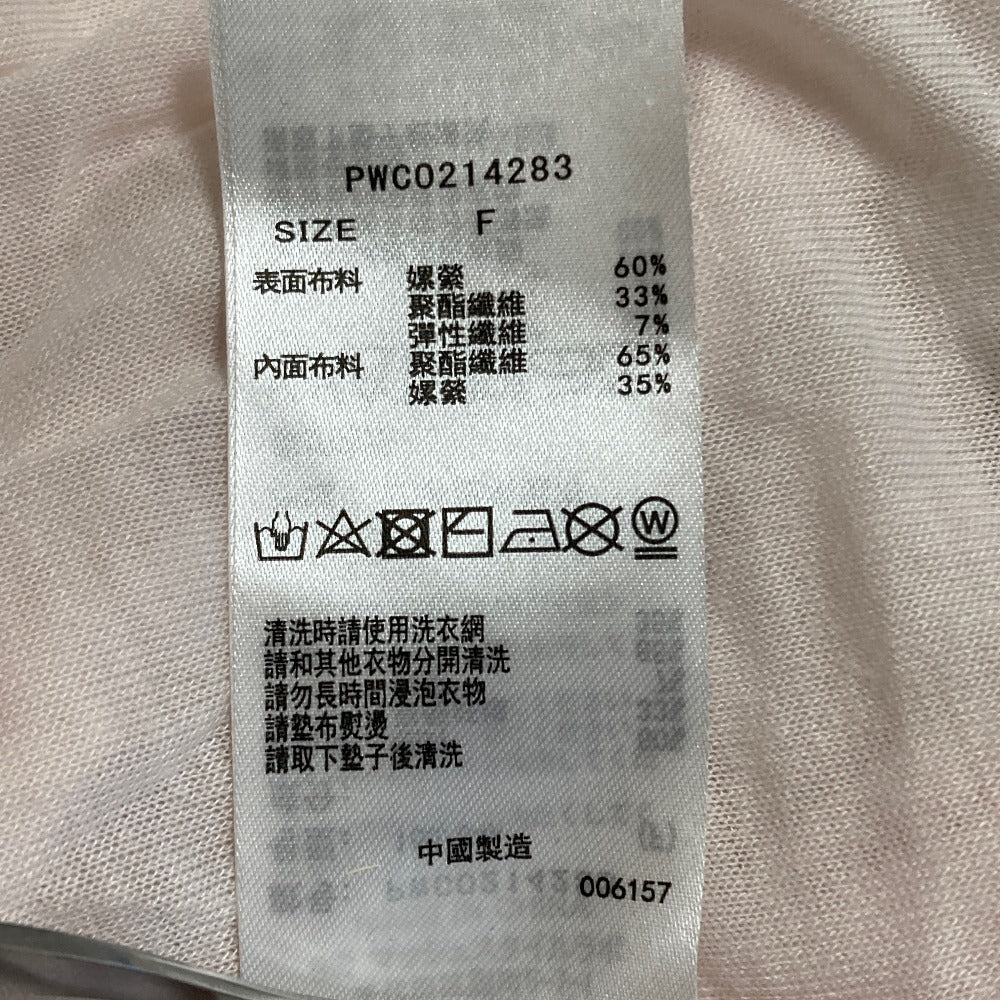 PWCO214283
SIZE F
表面布料 嫘縈 60%
聚酯纖維 33%
彈性纖維 7%
內面布料 聚酯纖維 65%
嫘縈 35%
W
清洗時請使用洗衣網
請和其他衣物分開清洗
請勿長時間浸泡衣物
請墊布熨燙
請取下墊子後清洗
中國製造
006157